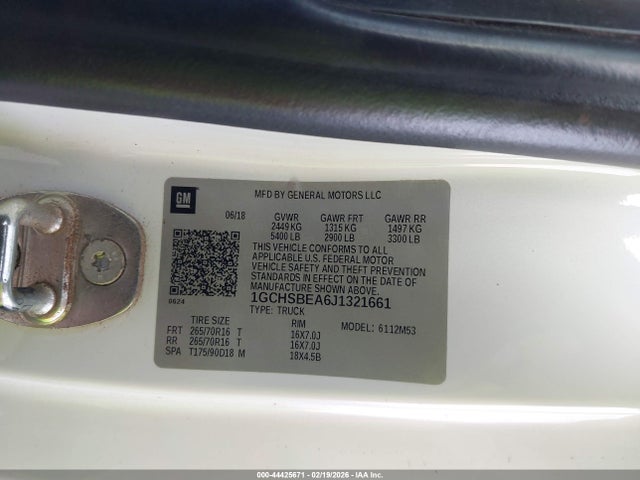 GM
MFD BY GENERAL MOTORS LLC
06/18 GVWR GAWR FRT GAWR RR
2449 KG 1315 KG 1497 KG
5400 LB 2900 LB 3300 LB
THIS VEHICLE CONFORMS TO ALL
APPLICABLE U.S. FEDERAL MOTOR
VEHICLE SAFETY AND THEFT PREVENTION
STANDARDS IN EFFECT ON THE DATE OF
MANUFACTURE SHOWN ABOVE.
0624 1GCHSBEA6J1321661
TYPE: TRUCK
TIRE SIZE RIM MODEL: 6112M53
FRT 265/70R16 T 16X7.0J
RR 265/70R16 T 16X7.0J
SPA T175/90D18 M 18X4.5B
000-44425671 - 02/19/2026 - IAA Inc.